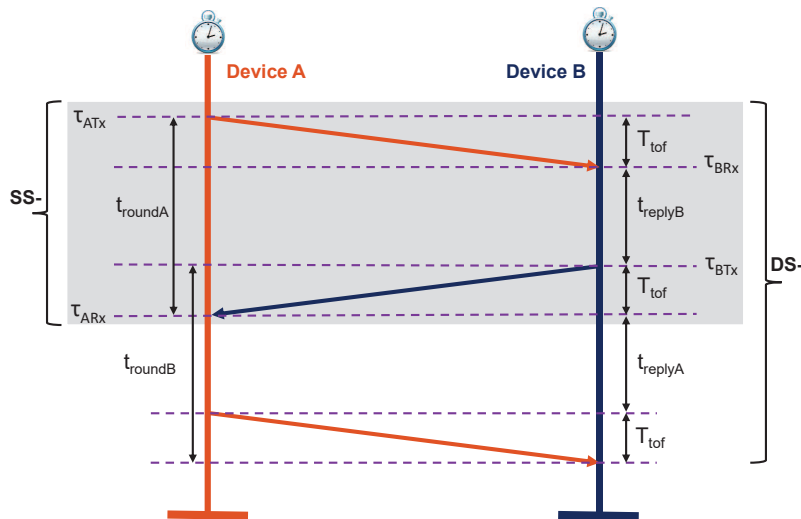 Device A
Device B
τATx
Ttof
τBRx
SS-
troundA
treplyB
τBTx
DS-
Ttof
τARx
troundB
treplyA
Ttof